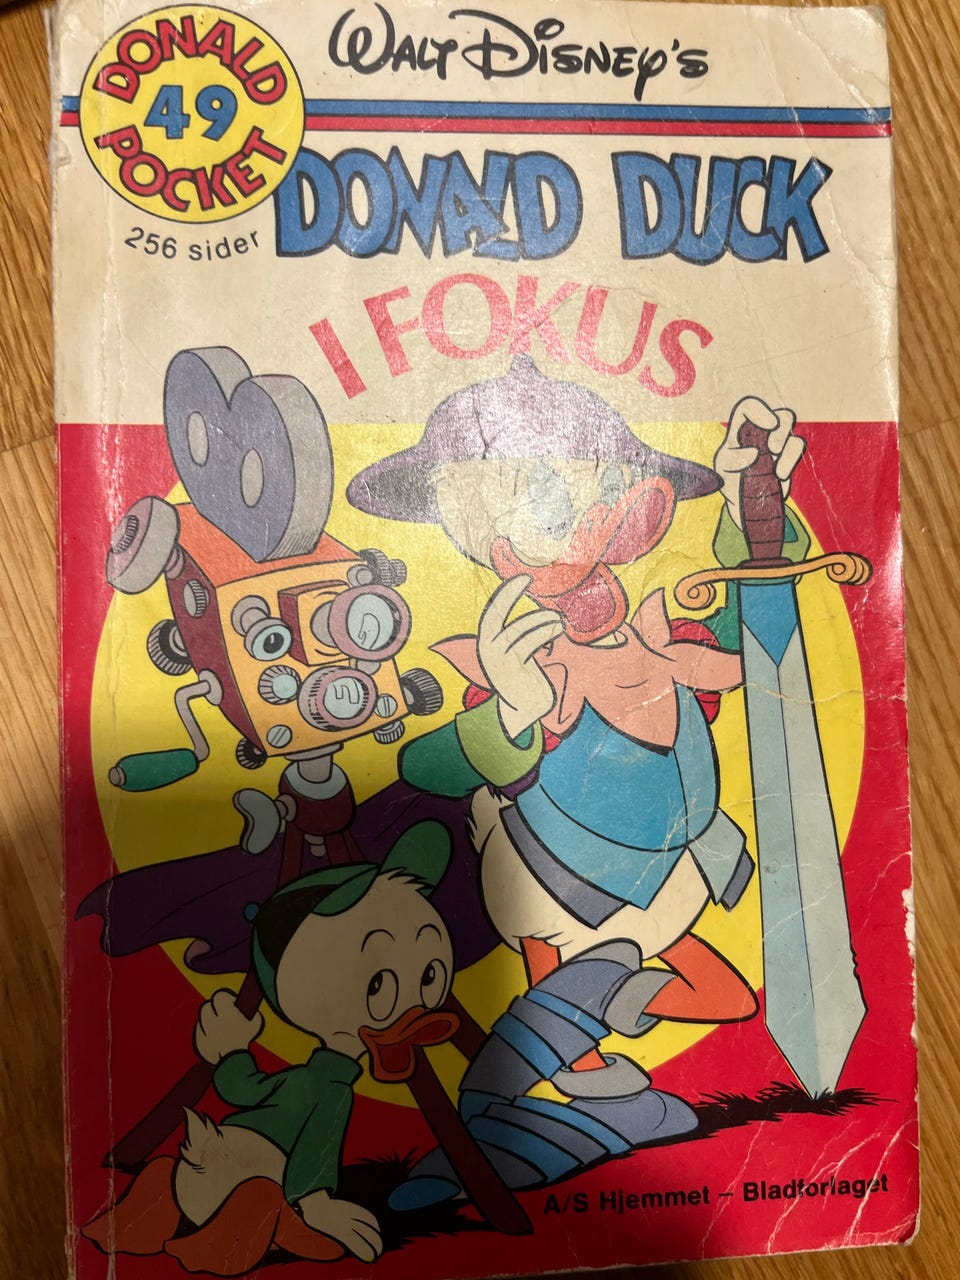 WALT DISNEY'S
DONALD
49
POCKET
256 sider
DONALD DUCK
I FOKUS
A/S Hjemmet – Bladforlaget